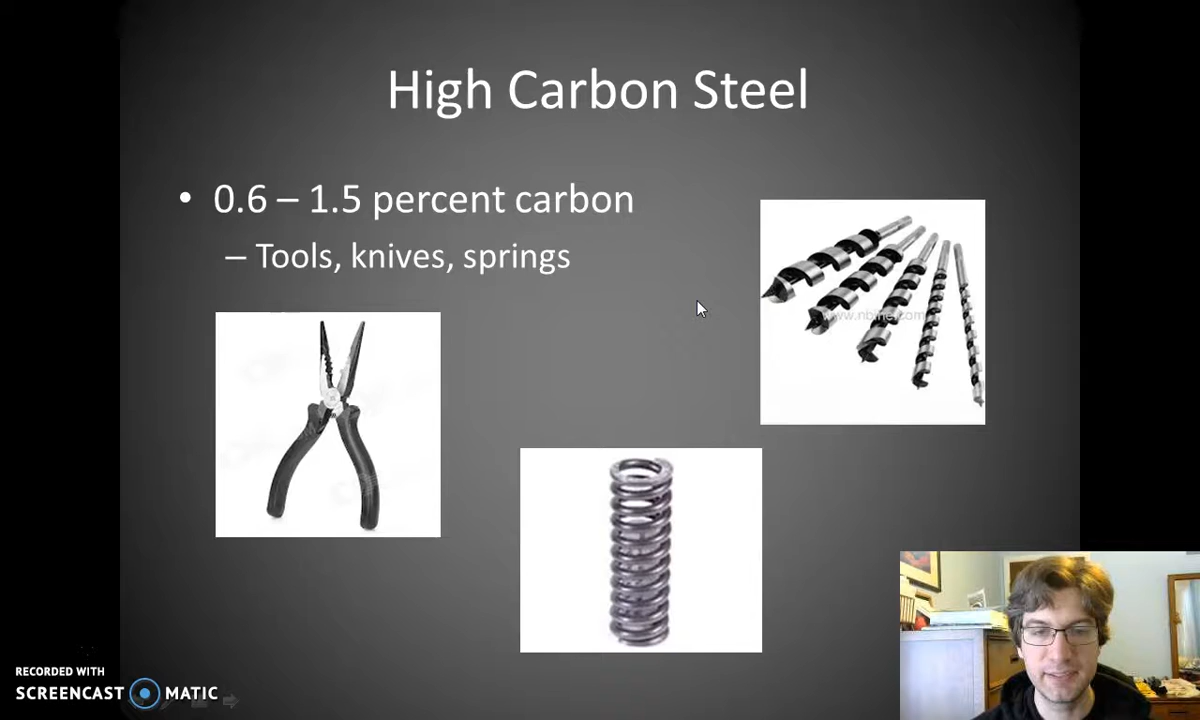 High Carbon Steel
• 0.6 – 1.5 percent carbon
– Tools, knives, springs
RECORDED WITH
SCREENCAST MATIC